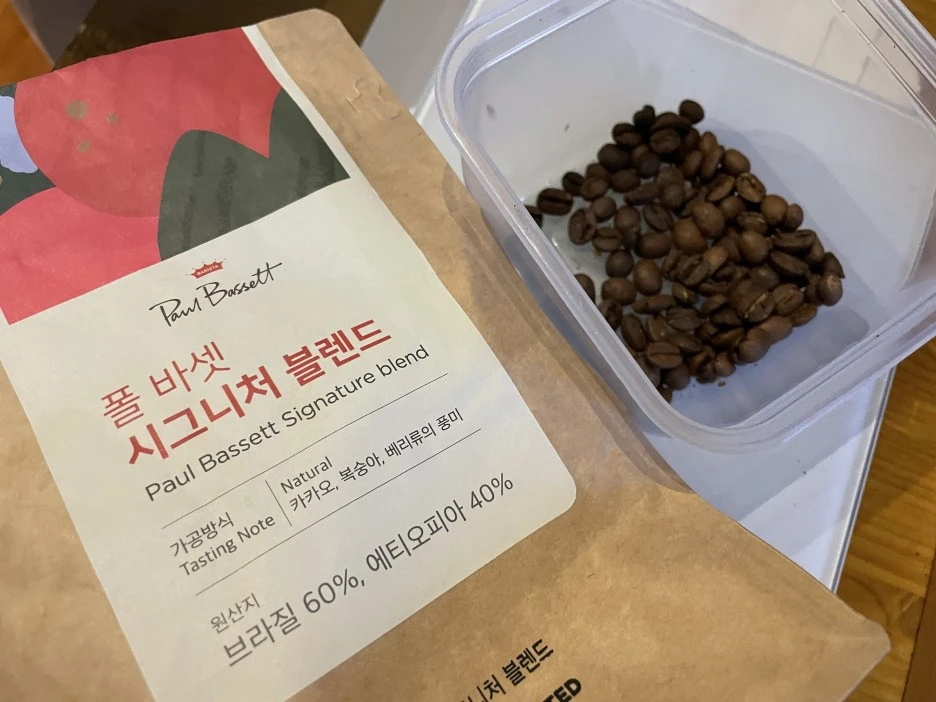 BARISTA
Paul Bassett
폴 바셋
시그니처 블렌드
Paul Bassett Signature blend
가공방식 Natural
Tasting Note 카카오, 복숭아, 베리류의 풍미
원산지
브라질 60%, 에티오피아 40%
니처 블렌드
TED